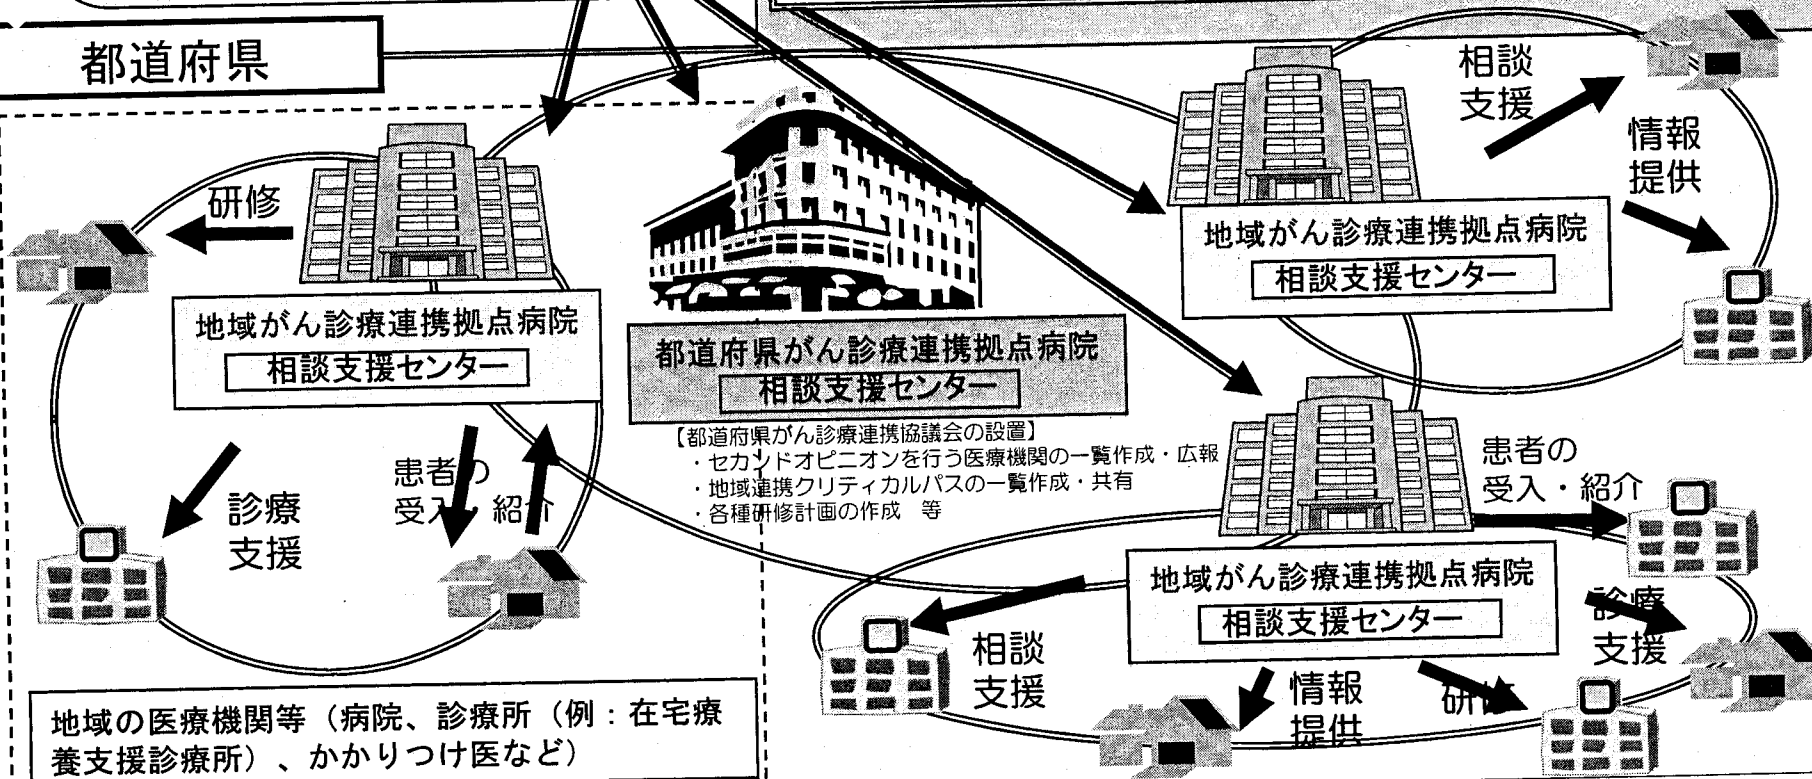 都道府県
相談
支援
情報
提供
地域がん診療連携拠点病院
相談支援センター
研修
地域がん診療連携拠点病院
相談支援センター
都道府県がん診療連携拠点病院
相談支援センター
【都道府県がん診療連携協議会の設置】
・セカンドオピニオンを行う医療機関の一覧作成・広報
・地域連携クリティカルパスの一覧作成・共有
・各種研修計画の作成　等
診療
支援
患者の
受入・紹介
地域がん診療連携拠点病院
相談支援センター
患者の
受入・紹介
診療
支援
相談
支援
情報
提供
研修
地域の医療機関等（病院、診療所（例：在宅療
養支援診療所）、かかりつけ医など）